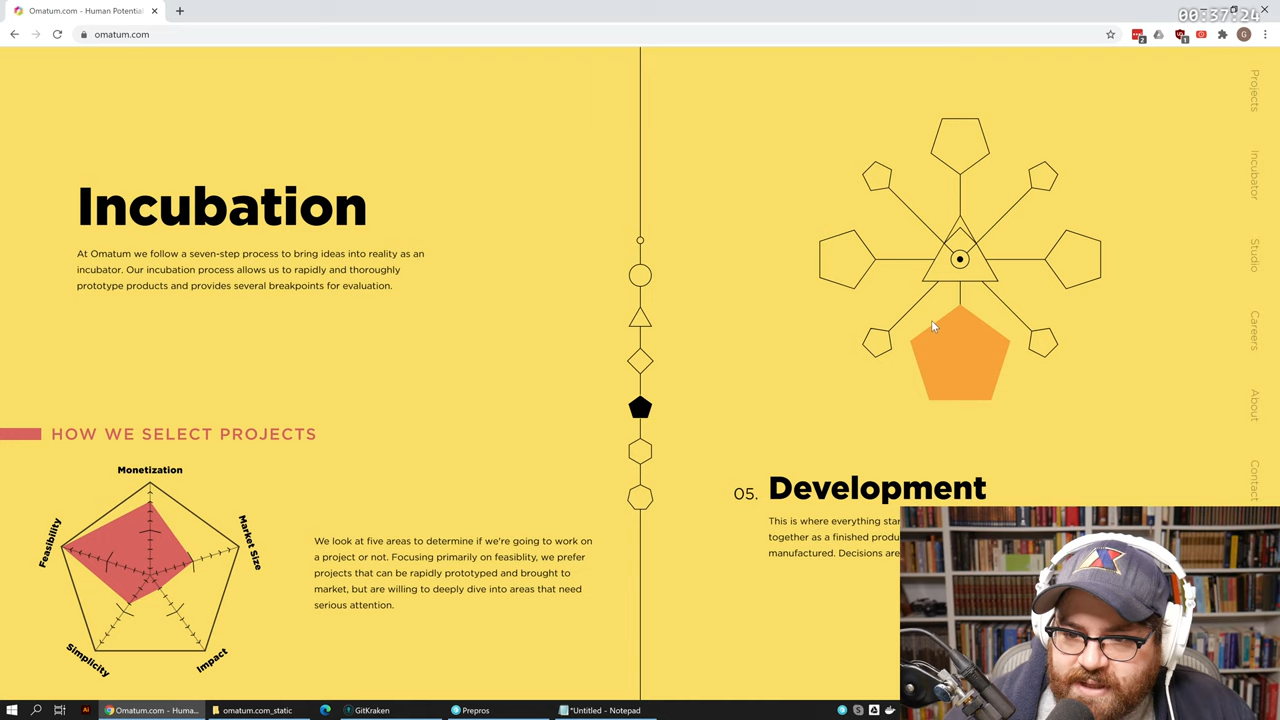 Omatum.com - Human Potentia
00:37:24
omatum.com
2
1
G
Projects
Incubator
Studio
Careers
About
Contact
Incubation
At Omatum we follow a seven-step process to bring ideas into reality as an
incubator. Our incubation process allows us to rapidly and thoroughly
prototype products and provides several breakpoints for evaluation.
HOW WE SELECT PROJECTS
Monetization
Market Size
Feasibility
Simplicity
Impact
We look at five areas to determine if we're going to work on
a project or not. Focusing primarily on feasiblity, we prefer
projects that can be rapidly prototyped and brought to
market, but are willing to deeply dive into areas that need
serious attention.
05. Development
This is where everything star
together as a finished produ
manufactured. Decisions are
Ai
Omatum.com - Huma...
omatum.com_static
GitKraken
Prepros
*Untitled - Notepad